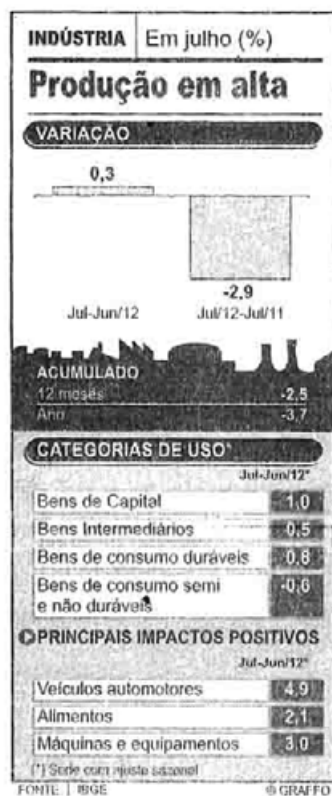 INDÚSTRIA Em julho (%)
Produção em alta
VARIAÇÃO
0,3
-2,9
Jul-Jun/12 Jul/12-Jul/11
ACUMULADO
12 meses -2,5
Ano -3,7
CATEGORIAS DE USO*
Jul-Jun/12*
Bens de Capital 1,0
Bens Intermediários 0,5
Bens de consumo duráveis 0,8
Bens de consumo semi
e não duráveis -0,6
PRINCIPAIS IMPACTOS POSITIVOS
Jul-Jun/12*
Veículos automotores 4,9
Alimentos 2,1
Máquinas e equipamentos 3,0
(*) Série com ajuste sazonal
FONTE | IBGE © GRAFFO